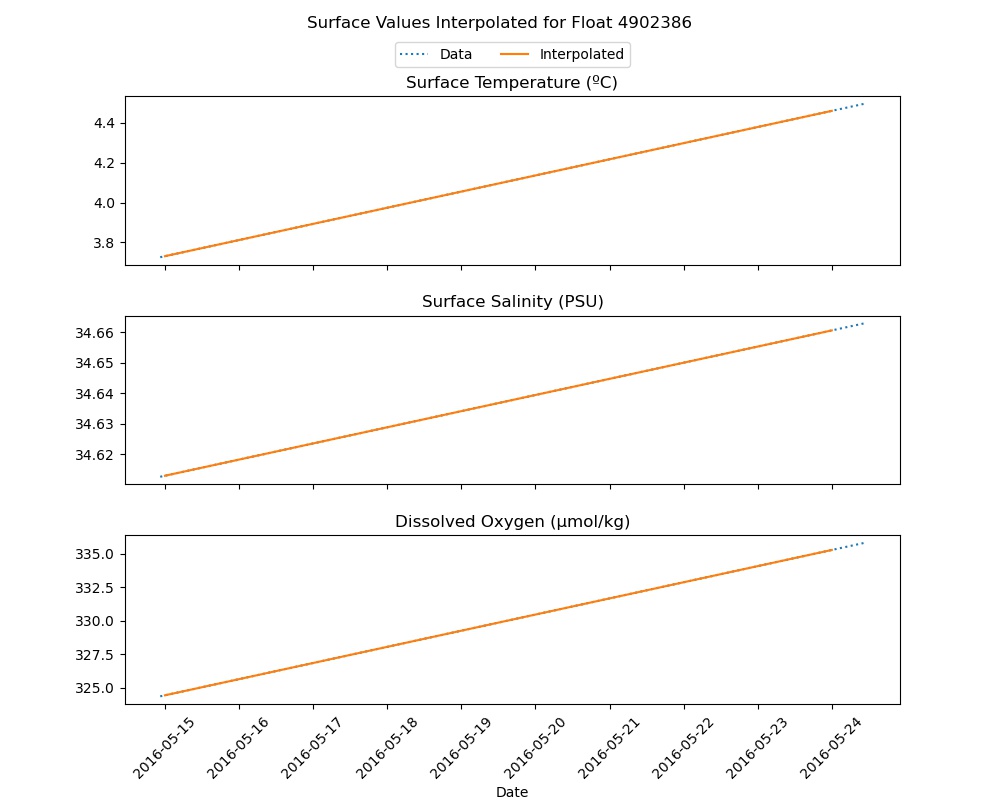 Surface Values Interpolated for Float 4902386
Data Interpolated
Surface Temperature (ºC)
4.4
4.2
4.0
3.8
Surface Salinity (PSU)
34.66
34.65
34.64
34.63
34.62
Dissolved Oxygen (µmol/kg)
335.0
332.5
330.0
327.5
325.0
2016-05-15 2016-05-16 2016-05-17 2016-05-18 2016-05-19 2016-05-20 2016-05-21 2016-05-22 2016-05-23 2016-05-24
Date